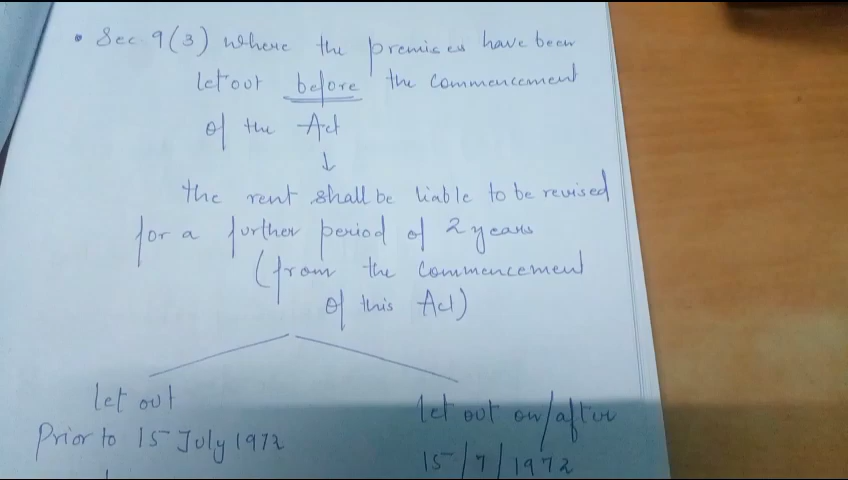 • Sec 9(3) where the premises have been
let out before the commencement
of the Act
↓
the rent shall be liable to be revised
for a further period of 2 years
(from the commencement
of this Act)
let out
Prior to 15 July 1972
let out on/after
15/7/1972